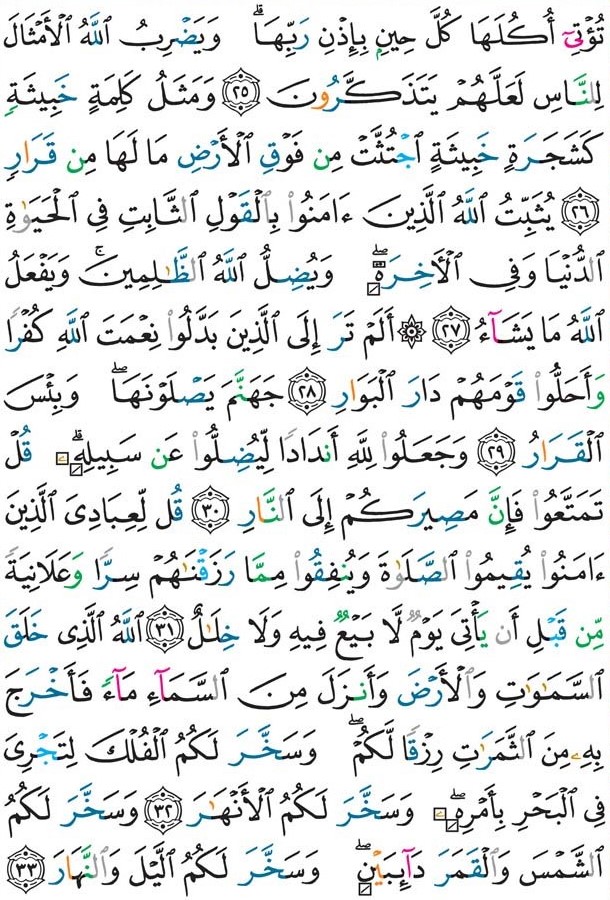 تُؤْتِىٓ أُكُلَهَا كُلَّ حِينٍۭ بِإِذْنِ رَبِّهَا ۗ وَيَضْرِبُ ٱللَّهُ ٱلْأَمْثَالَ
لِلنَّاسِ لَعَلَّهُمْ يَتَذَكَّرُونَ ٢٥ وَمَثَلُ كَلِمَةٍ خَبِيثَةٍ
كَشَجَرَةٍ خَبِيثَةٍ ٱجْتُثَّتْ مِن فَوْقِ ٱلْأَرْضِ مَا لَهَا مِن قَرَارٍ
٢٦ يُثَبِّتُ ٱللَّهُ ٱلَّذِينَ ءَامَنُوا۟ بِٱلْقَوْلِ ٱلثَّابِتِ فِى ٱلْحَيَوٰةِ
ٱلدُّنْيَا وَفِى ٱلْأَخِرَةِ ۖ وَيُضِلُّ ٱللَّهُ ٱلظَّٰلِمِينَ ۚ وَيَفْعَلُ
ٱللَّهُ مَا يَشَآءُ ٢٧ ۞ أَلَمْ تَرَ إِلَى ٱلَّذِينَ بَدَّلُوا۟ نِعْمَتَ ٱللَّهِ كُفْرًا
وَأَحَلُّوا۟ قَوْمَهُمْ دَارَ ٱلْبَوَارِ ٢٨ جَهَنَّمَ يَصْلَوْنَهَا ۖ وَبِئْسَ
ٱلْقَرَارُ ٢٩ وَجَعَلُوا۟ لِلَّهِ أَندَادًا لِّيُضِلُّوا۟ عَن سَبِيلِهِۦ ۗ قُلْ
تَمَتَّعُوا۟ فَإِنَّ مَصِيرَكُمْ إِلَى ٱلنَّارِ ٣٠ قُل لِّعِبَادِىَ ٱلَّذِينَ
ءَامَنُوا۟ يُقِيمُوا۟ ٱلصَّلَوٰةَ وَيُنفِقُوا۟ مِمَّا رَزَقْنَٰهُمْ سِرًّا وَعَلَانِيَةً
مِّن قَبْلِ أَن يَأْتِىَ يَوْمٌ لَّا بَيْعٌ فِيهِ وَلَا خِلَٰلٌ ٣١ ٱللَّهُ ٱلَّذِى خَلَقَ
ٱلسَّمَٰوَٰتِ وَٱلْأَرْضَ وَأَنزَلَ مِنَ ٱلسَّمَآءِ مَآءً فَأَخْرَجَ
بِهِۦ مِنَ ٱلثَّمَرَٰتِ رِزْقًا لَّكُمْ ۖ وَسَخَّرَ لَكُمُ ٱلْفُلْكَ لِتَجْرِىَ
فِى ٱلْبَحْرِ بِأَمْرِهِۦ ۖ وَسَخَّرَ لَكُمُ ٱلْأَنْهَٰرَ ٣٢ وَسَخَّرَ لَكُمُ
ٱلشَّمْسَ وَٱلْقَمَرَ دَآئِبَيْنِ ۖ وَسَخَّرَ لَكُمُ ٱلَّيْلَ وَٱلنَّهَارَ ٣٣